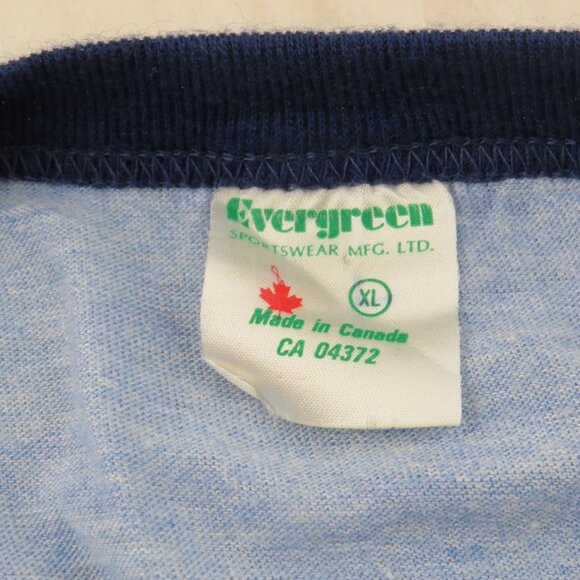 Evergreen
SPORTSWEAR MFG. LTD.
XL
Made in Canada
CA 04372